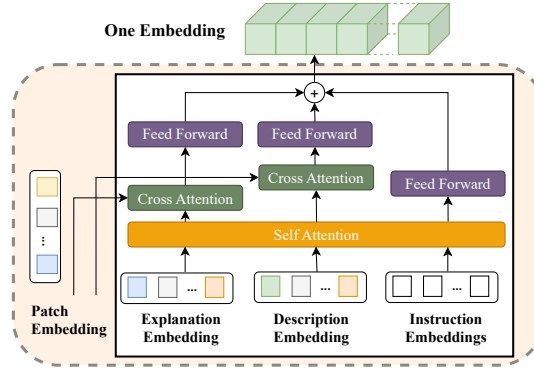 One Embedding
+
Feed Forward
Feed Forward
Cross Attention
Cross Attention
Feed Forward
Self Attention
...
...
...
...
Patch
Embedding
Explanation
Embedding
Description
Embedding
Instruction
Embeddings